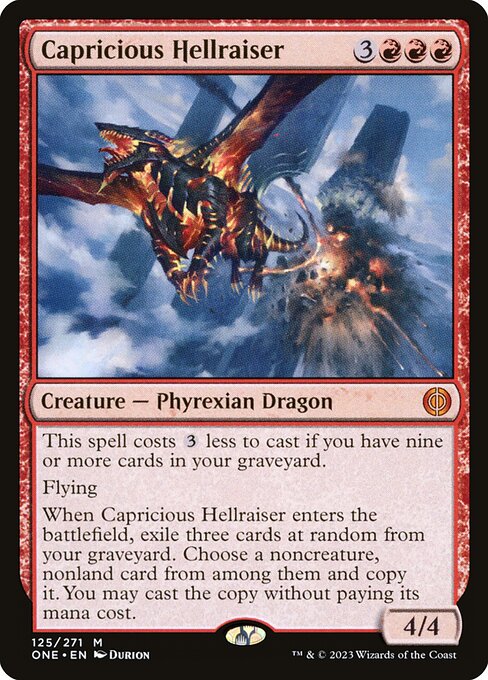 Capricious Hellraiser 3
Creature — Phyrexian Dragon
This spell costs 3 less to cast if you have nine
or more cards in your graveyard.
Flying
When Capricious Hellraiser enters the
battlefield, exile three cards at random from
your graveyard. Choose a noncreature,
nonland card from among them and copy
it. You may cast the copy without paying its
mana cost.
4/4
125/271 M
ONE • EN DURION
™ & © 2023 Wizards of the Coast